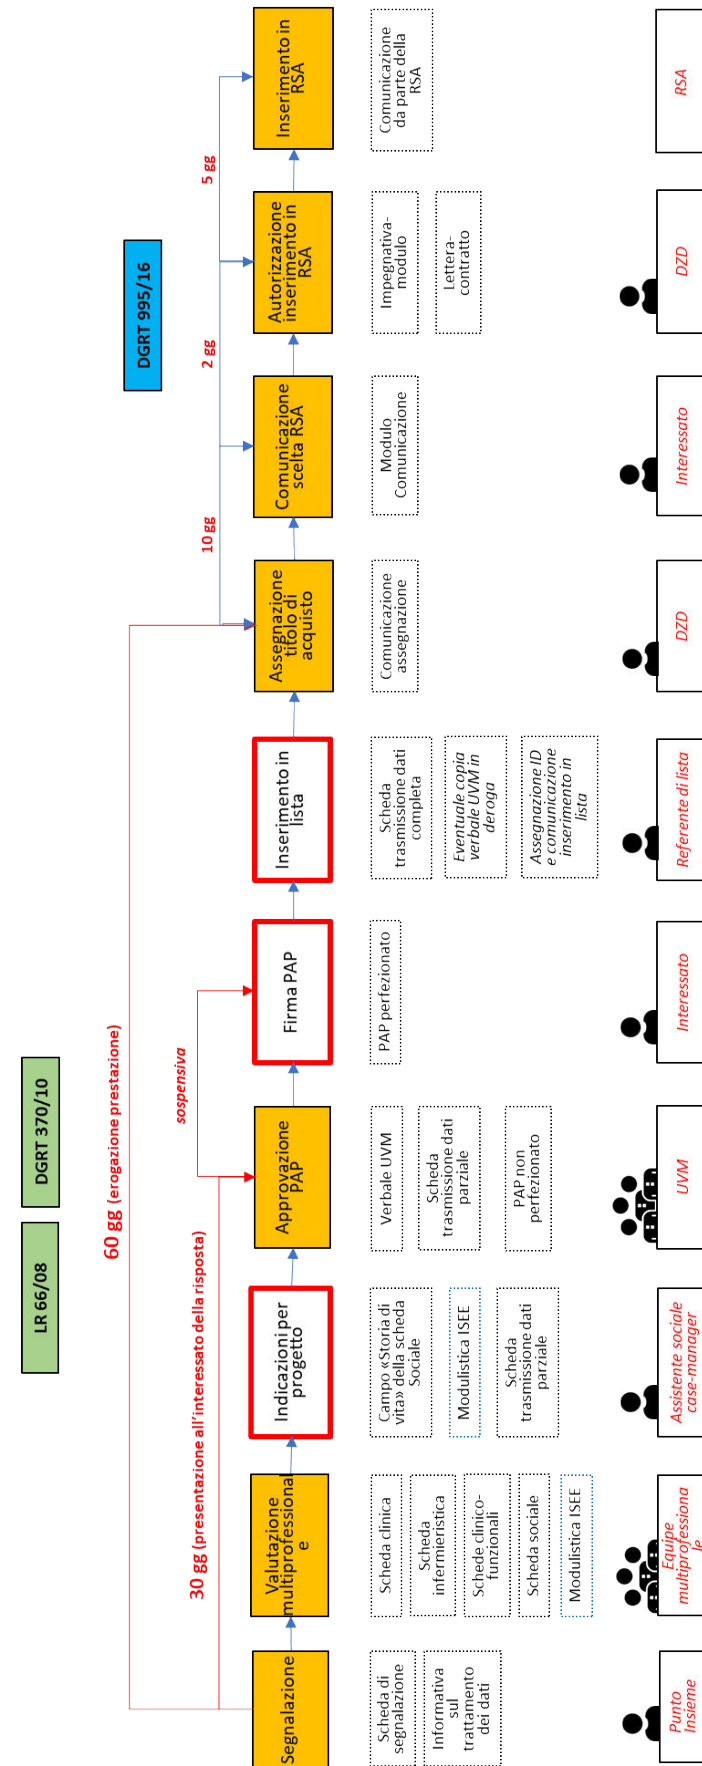 LR 66/08
DGRT 370/10
DGRT 995/16
60 gg (erogazione prestazione)
30 gg (presentazione all’interessato della risposta)
sospensiva
10 gg
2 gg
5 gg
Segnalazione
Valutazione
multiprofessional
e
Indicazioni per
progetto
Approvazione
PAP
Firma PAP
Inserimento in
lista
Assegnazione
titolo di
acquisto
Comunicazione
scelta RSA
Autorizzazione
inserimento in
RSA
Inserimento in
RSA
Scheda di
segnalazione
Informativa
sul
trattamento
dei dati
Scheda clinica
Scheda
infermieristica
Schede clinico-
funzionali
Scheda sociale
Modulistica ISEE
Campo «Storia di
vita» della scheda
Sociale
Modulistica ISEE
Scheda
trasmissione dati
parziale
Verbale UVM
Scheda
trasmissione dati
parziale
PAP non
perfezionato
PAP perfezionato
Scheda
trasmissione dati
completa
Eventuale copia
verbale UVM in
deroga
Assegnazione ID
e comunicazione
inserimento in
lista
Comunicazione
assegnazione
Modulo
Comunicazione
Impegnativa-
modulo
Lettera-
contratto
Comunicazione
da parte della
RSA
Punto
Insieme
Equipe
multiprofessiona
le
Assistente sociale
case-manager
UVM
Interessato
Referente di lista
DZD
Interessato
DZD
RSA